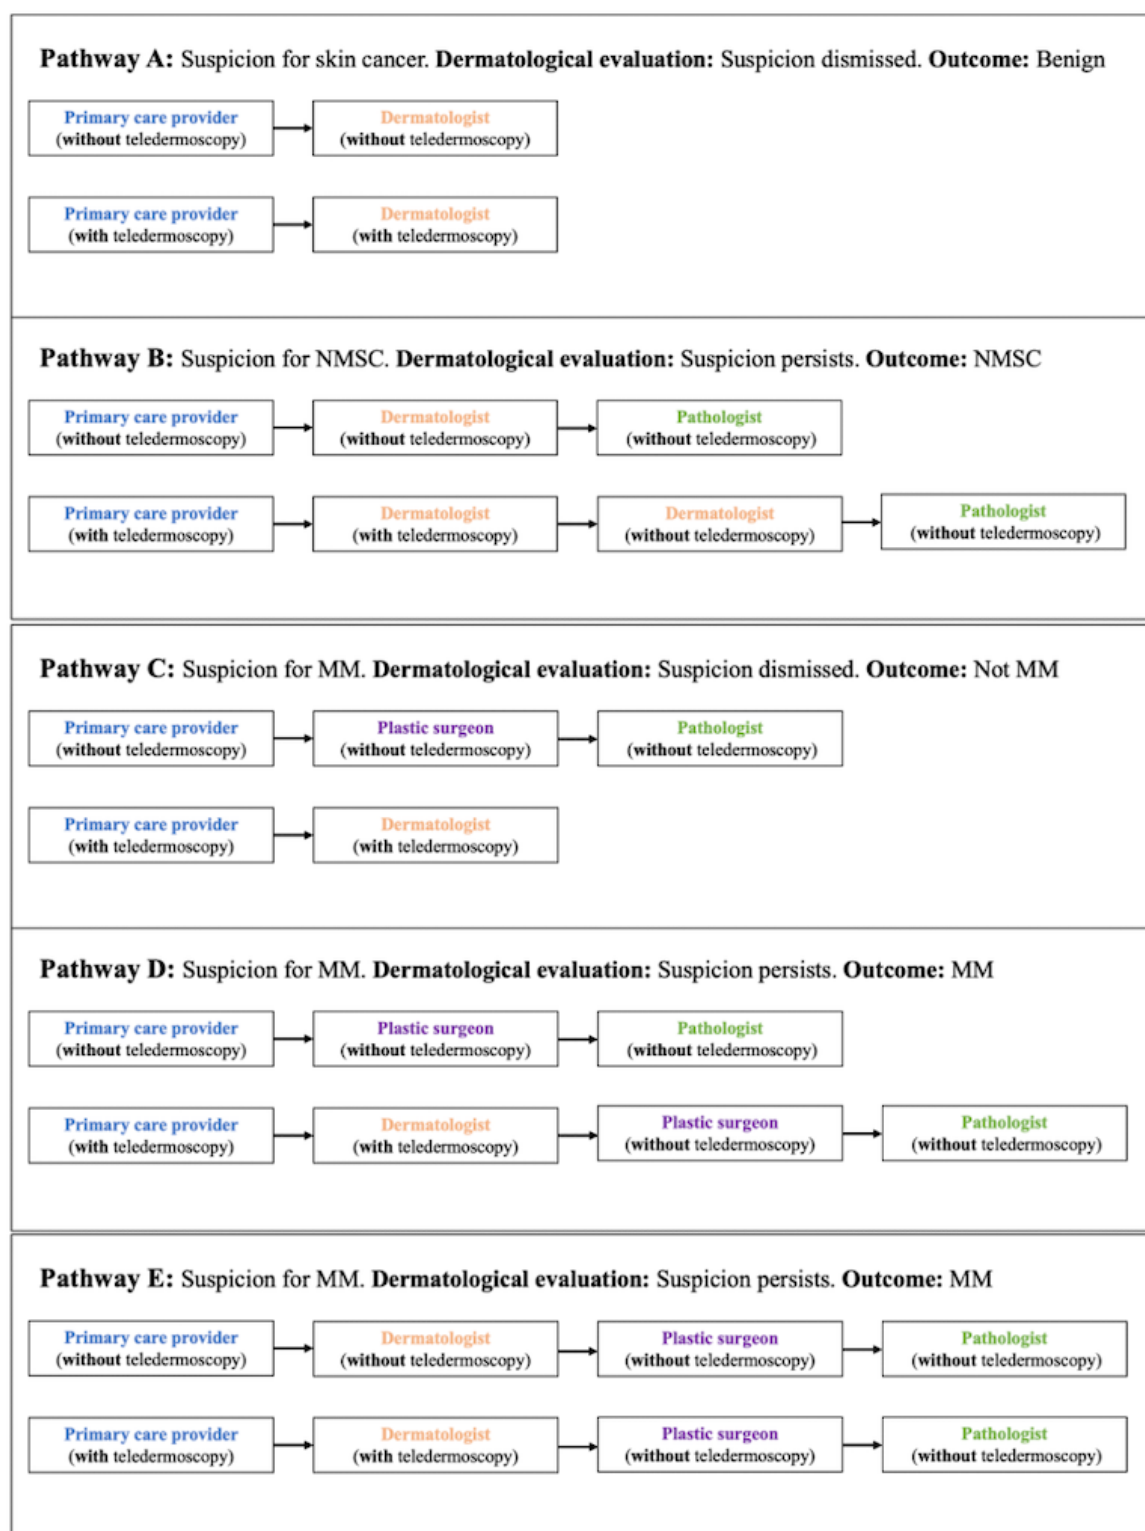 Pathway A: Suspicion for skin cancer. Dermatological evaluation: Suspicion dismissed. Outcome: Benign
Primary care provider
(without teledermoscopy)
Dermatologist
(without teledermoscopy)
Primary care provider
(with teledermoscopy)
Dermatologist
(with teledermoscopy)
Pathway B: Suspicion for NMSC. Dermatological evaluation: Suspicion persists. Outcome: NMSC
Primary care provider
(without teledermoscopy)
Dermatologist
(without teledermoscopy)
Pathologist
(without teledermoscopy)
Primary care provider
(with teledermoscopy)
Dermatologist
(with teledermoscopy)
Dermatologist
(without teledermoscopy)
Pathologist
(without teledermoscopy)
Pathway C: Suspicion for MM. Dermatological evaluation: Suspicion dismissed. Outcome: Not MM
Primary care provider
(without teledermoscopy)
Plastic surgeon
(without teledermoscopy)
Pathologist
(without teledermoscopy)
Primary care provider
(with teledermoscopy)
Dermatologist
(with teledermoscopy)
Pathway D: Suspicion for MM. Dermatological evaluation: Suspicion persists. Outcome: MM
Primary care provider
(without teledermoscopy)
Plastic surgeon
(without teledermoscopy)
Pathologist
(without teledermoscopy)
Primary care provider
(with teledermoscopy)
Dermatologist
(with teledermoscopy)
Plastic surgeon
(without teledermoscopy)
Pathologist
(without teledermoscopy)
Pathway E: Suspicion for MM. Dermatological evaluation: Suspicion persists. Outcome: MM
Primary care provider
(without teledermoscopy)
Dermatologist
(without teledermoscopy)
Plastic surgeon
(without teledermoscopy)
Pathologist
(without teledermoscopy)
Primary care provider
(with teledermoscopy)
Dermatologist
(with teledermoscopy)
Plastic surgeon
(without teledermoscopy)
Pathologist
(without teledermoscopy)